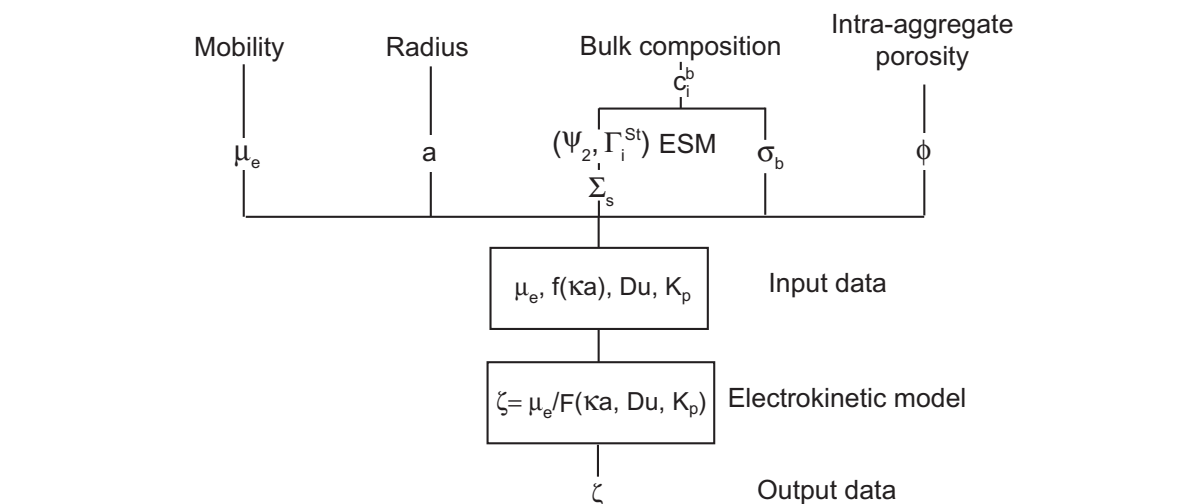 Mobility
Radius
Bulk composition
Intra-aggregate
porosity
c_i^b
μ_e
a
(Ψ_2, Γ_i^St) ESM
σ_b
ϕ
Σ_s
μ_e, f(κa), Du, K_p
Input data
ζ= μ_e/F(κa, Du, K_p)
Electrokinetic model
ζ
Output data